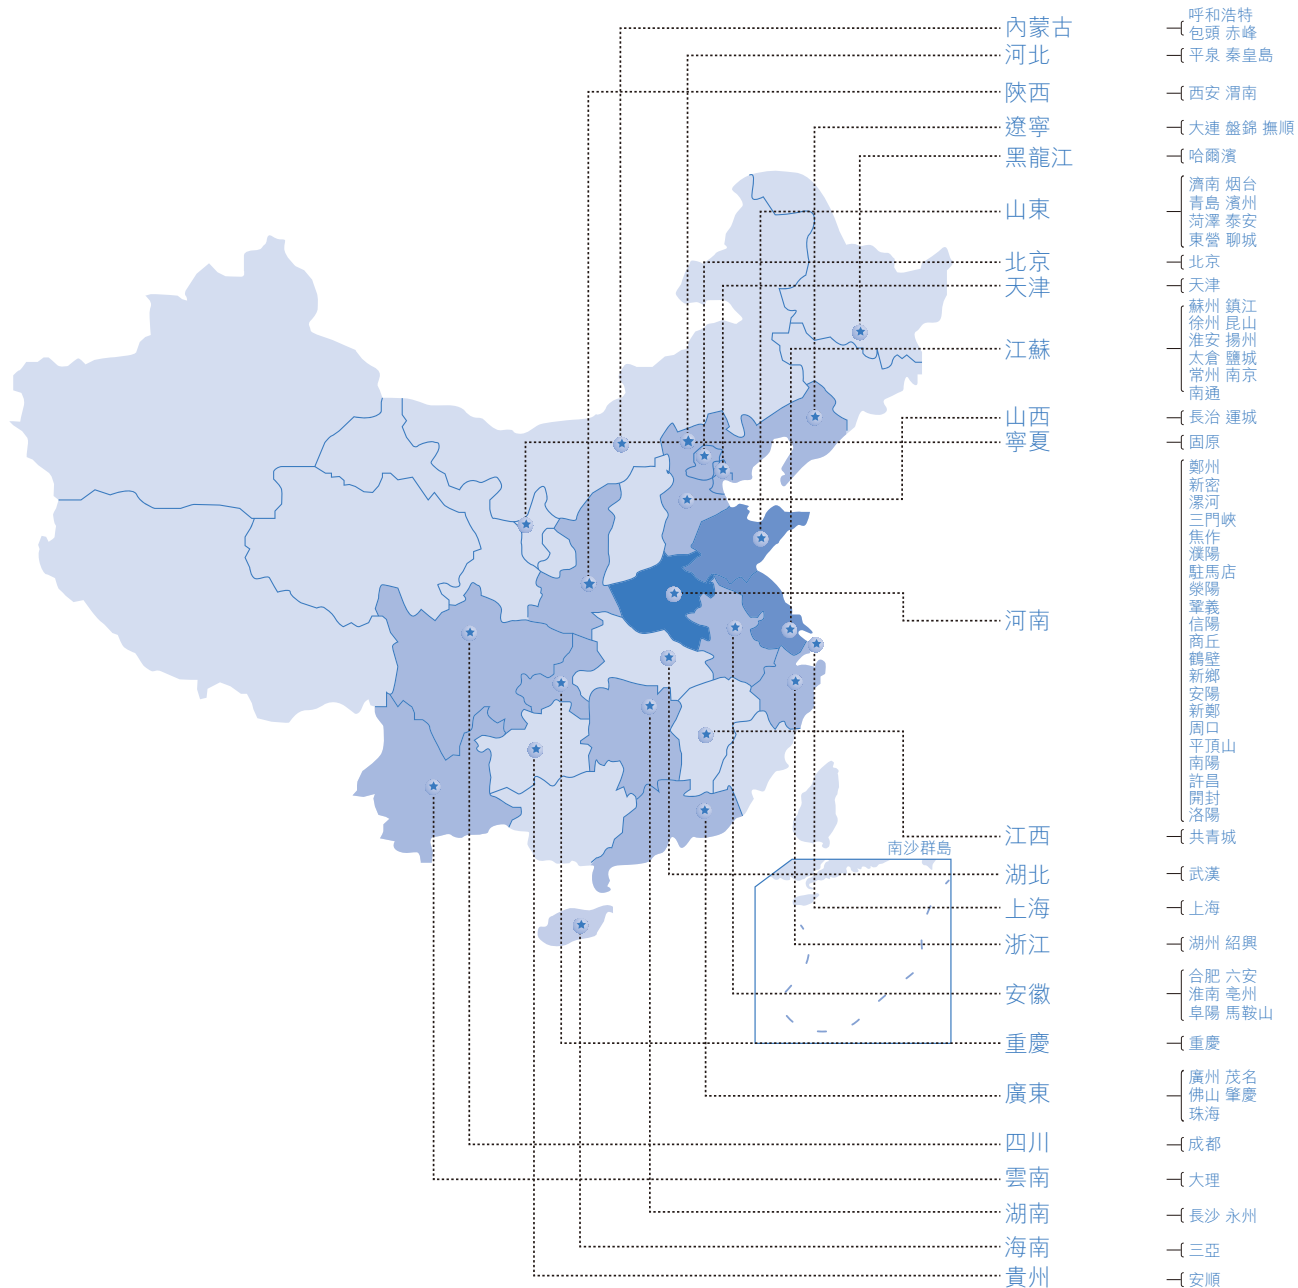 內蒙古
呼和浩特
包頭 赤峰
河北
平泉 秦皇島
陝西
西安 渭南
遼寧
大連 盤錦 撫順
黑龍江
哈爾濱
山東
濟南 烟台
青島 濱州
菏澤 泰安
東營 聊城
北京
北京
天津
天津
江蘇
蘇州 鎮江
徐州 昆山
淮安 揚州
太倉 鹽城
常州 南京
南通
山西
長治 運城
寧夏
固原
河南
鄭州
新密
漯河
三門峽
焦作
濮陽
駐馬店
滎陽
鞏義
信陽
商丘
鶴壁
新鄉
安陽
新鄭
周口
平頂山
南陽
許昌
開封
洛陽
江西
共青城
南沙群島
湖北
武漢
上海
上海
浙江
湖州 紹興
安徽
合肥 六安
淮南 亳州
阜陽 馬鞍山
重慶
重慶
廣東
廣州 茂名
佛山 肇慶
珠海
四川
成都
雲南
大理
湖南
長沙 永州
海南
三亞
貴州
安順